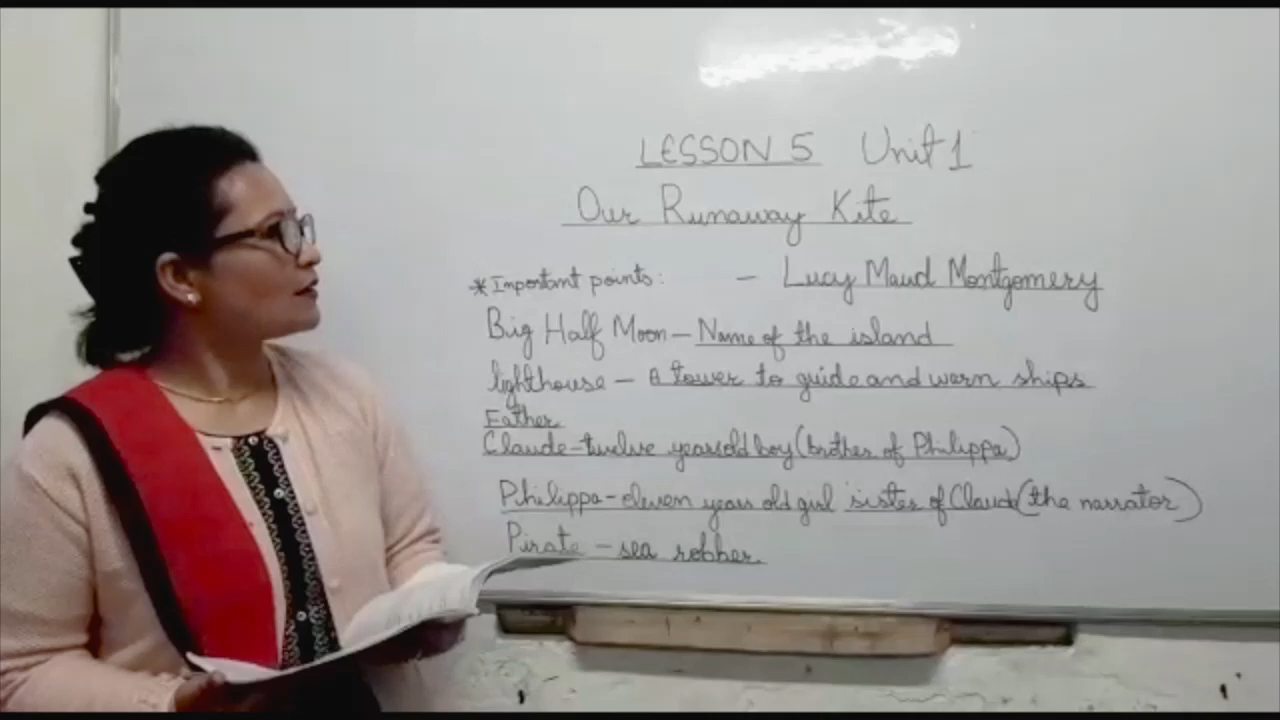 LESSON 5 Unit 1
Our Runaway Kite
*Important points: - Lucy Maud Montgomery
Big Half Moon - Name of the island
lighthouse - A tower to guide and warn ships
Father
Claude - twelve years old boy (brother of Philippa)
Philippa - eleven years old girl sister of Claude (the narrator)
Pirate - sea robber.